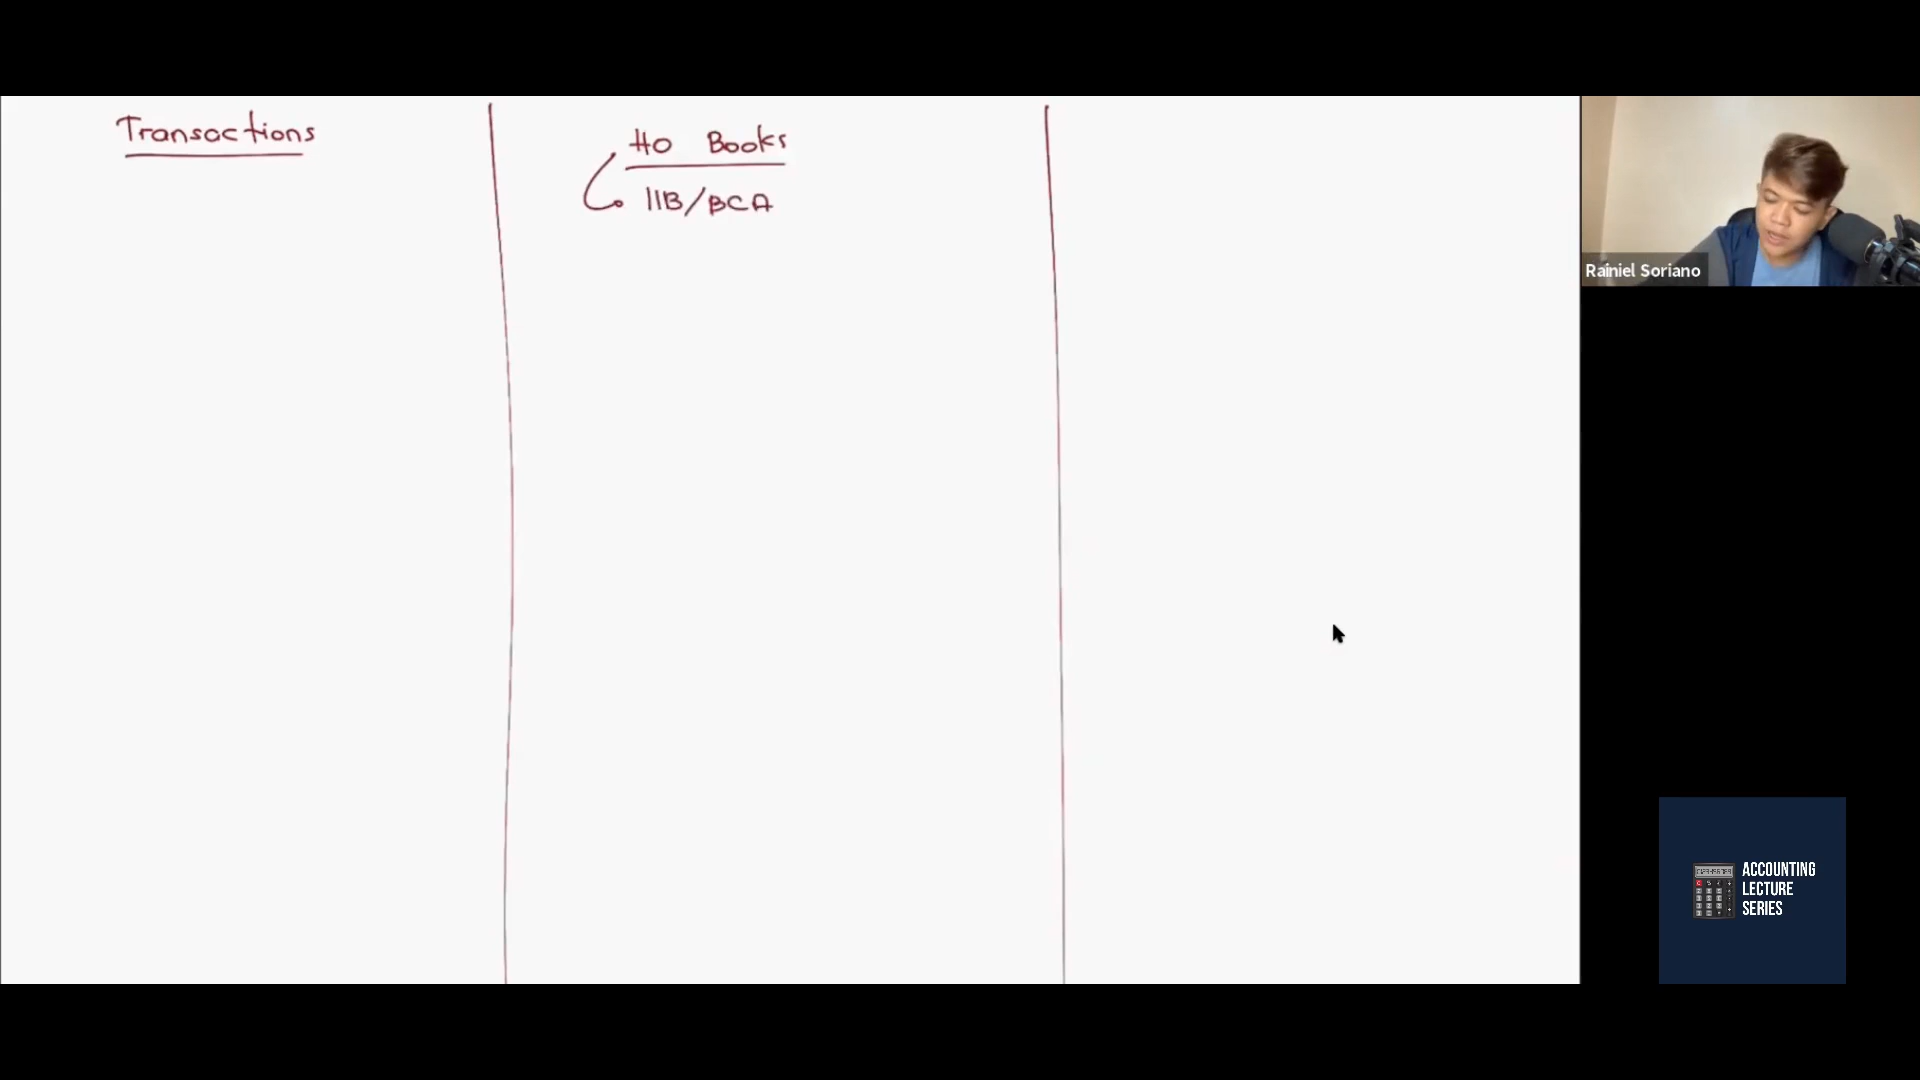 Transactions
HO Books
IIB/BCA
Rainiel Soriano
ACCOUNTING
LECTURE
SERIES